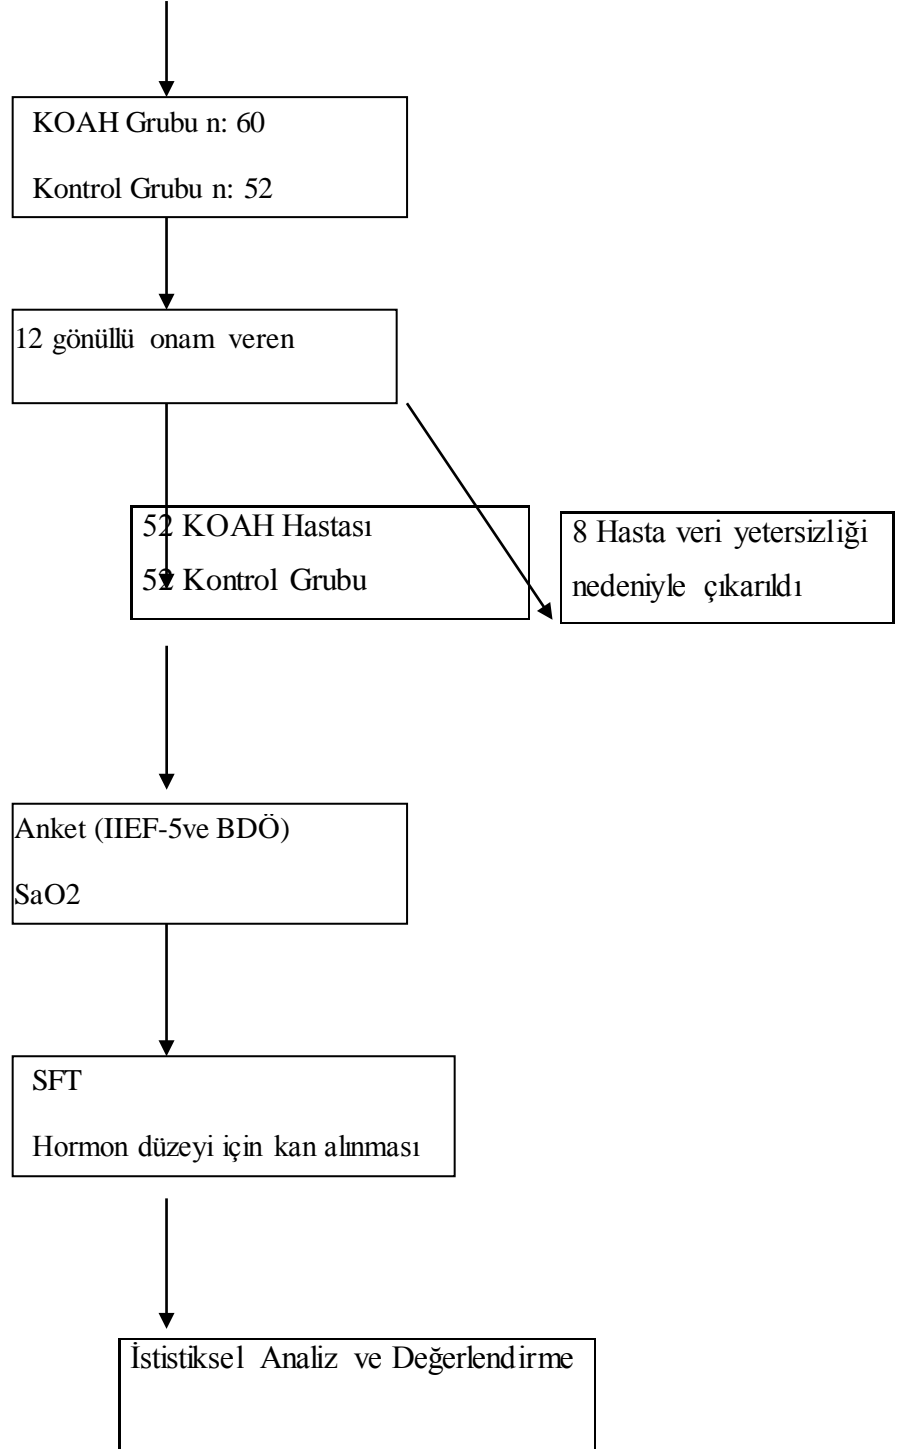 KOAH Grubu n: 60
Kontrol Grubu n: 52
12 gönüllü onam veren
52 KOAH Hastası
52 Kontrol Grubu
8 Hasta veri yetersizliği
nedeniyle çıkarıldı
Anket (IIEF-5ve BDÖ)
SaO2
SFT
Hormon düzeyi için kan alınması
İstistiksel Analiz ve Değerlendirme